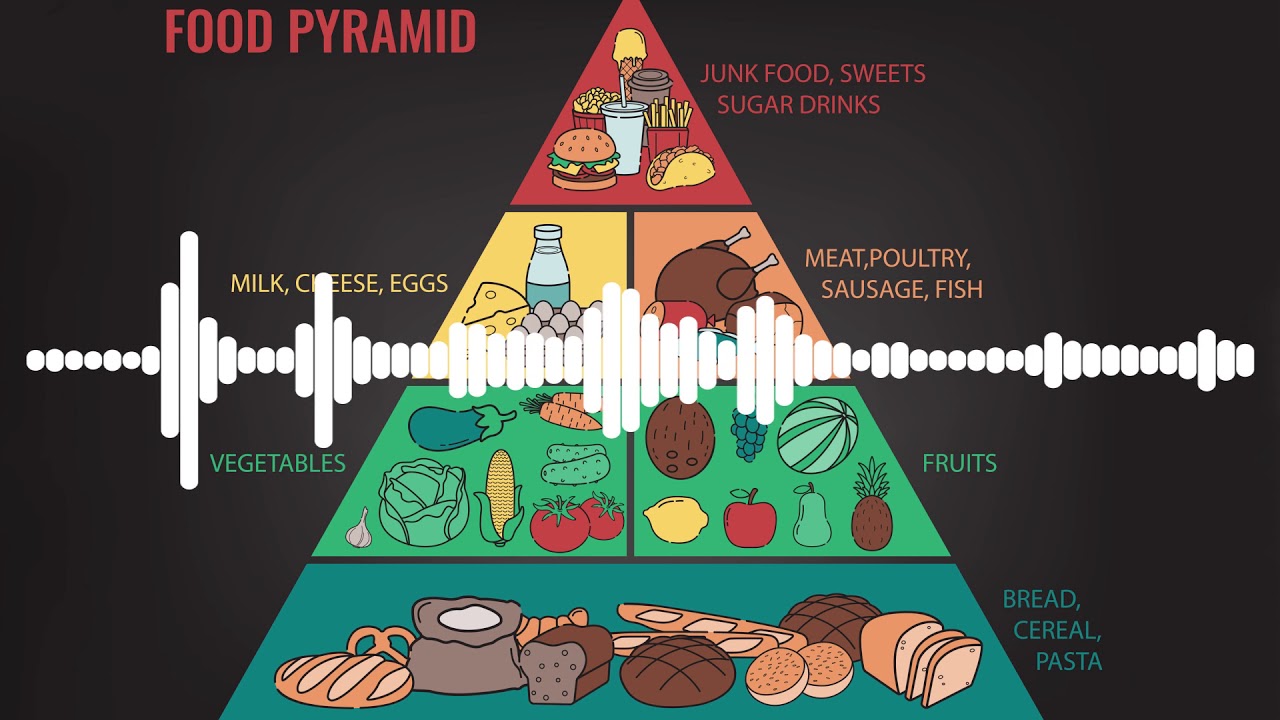 FOOD PYRAMID
JUNK FOOD, SWEETS
SUGAR DRINKS
MILK, CHEESE, EGGS
MEAT,POULTRY,
SAUSAGE, FISH
VEGETABLES
FRUITS
BREAD,
CEREAL,
PASTA